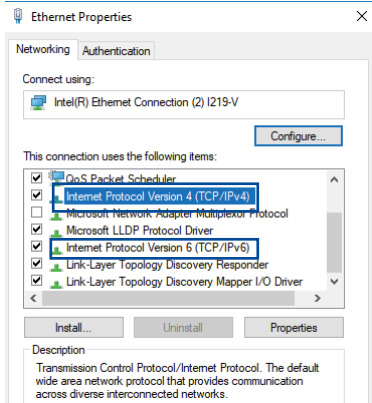 Ethernet Properties
Networking Authentication
Connect using:
Intel(R) Ethernet Connection (2) I219-V
Configure...
This connection uses the following items:
QoS Packet Scheduler
Internet Protocol Version 4 (TCP/IPv4)
Microsoft Network Adapter Multiplexor Protocol
Microsoft LLDP Protocol Driver
Internet Protocol Version 6 (TCP/IPv6)
Link-Layer Topology Discovery Responder
Link-Layer Topology Discovery Mapper I/O Driver
Install... Uninstall Properties
Description
Transmission Control Protocol/Internet Protocol. The default
wide area network protocol that provides communication
across diverse interconnected networks.